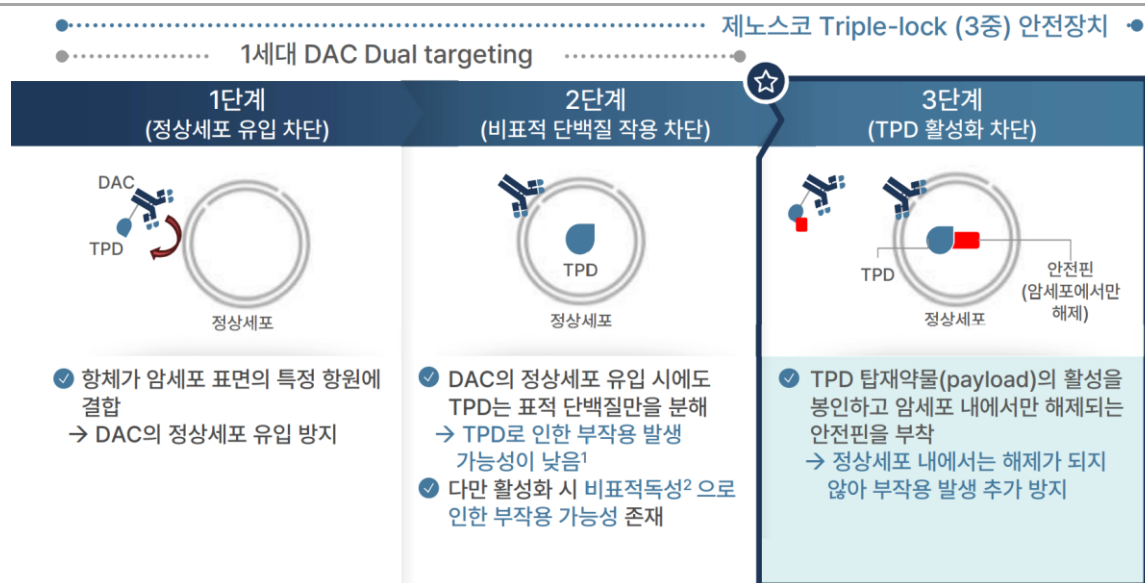 제노스코 Triple-lock (3중) 안전장치
1세대 DAC Dual targeting
1단계
(정상세포 유입 차단)
2단계
(비표적 단백질 작용 차단)
3단계
(TPD 활성화 차단)
DAC
TPD
정상세포
TPD
정상세포
TPD
안전핀
(암세포에서만
해제)
정상세포
항체가 암세포 표면의 특정 항원에
결합
→ DAC의 정상세포 유입 방지
DAC의 정상세포 유입 시에도
TPD는 표적 단백질만을 분해
→ TPD로 인한 부작용 발생
가능성이 낮음¹
다만 활성화 시 비표적독성² 으로
인한 부작용 가능성 존재
TPD 탑재약물(payload)의 활성을
봉인하고 암세포 내에서만 해제되는
안전핀을 부착
→ 정상세포 내에서는 해제가 되지
않아 부작용 발생 추가 방지